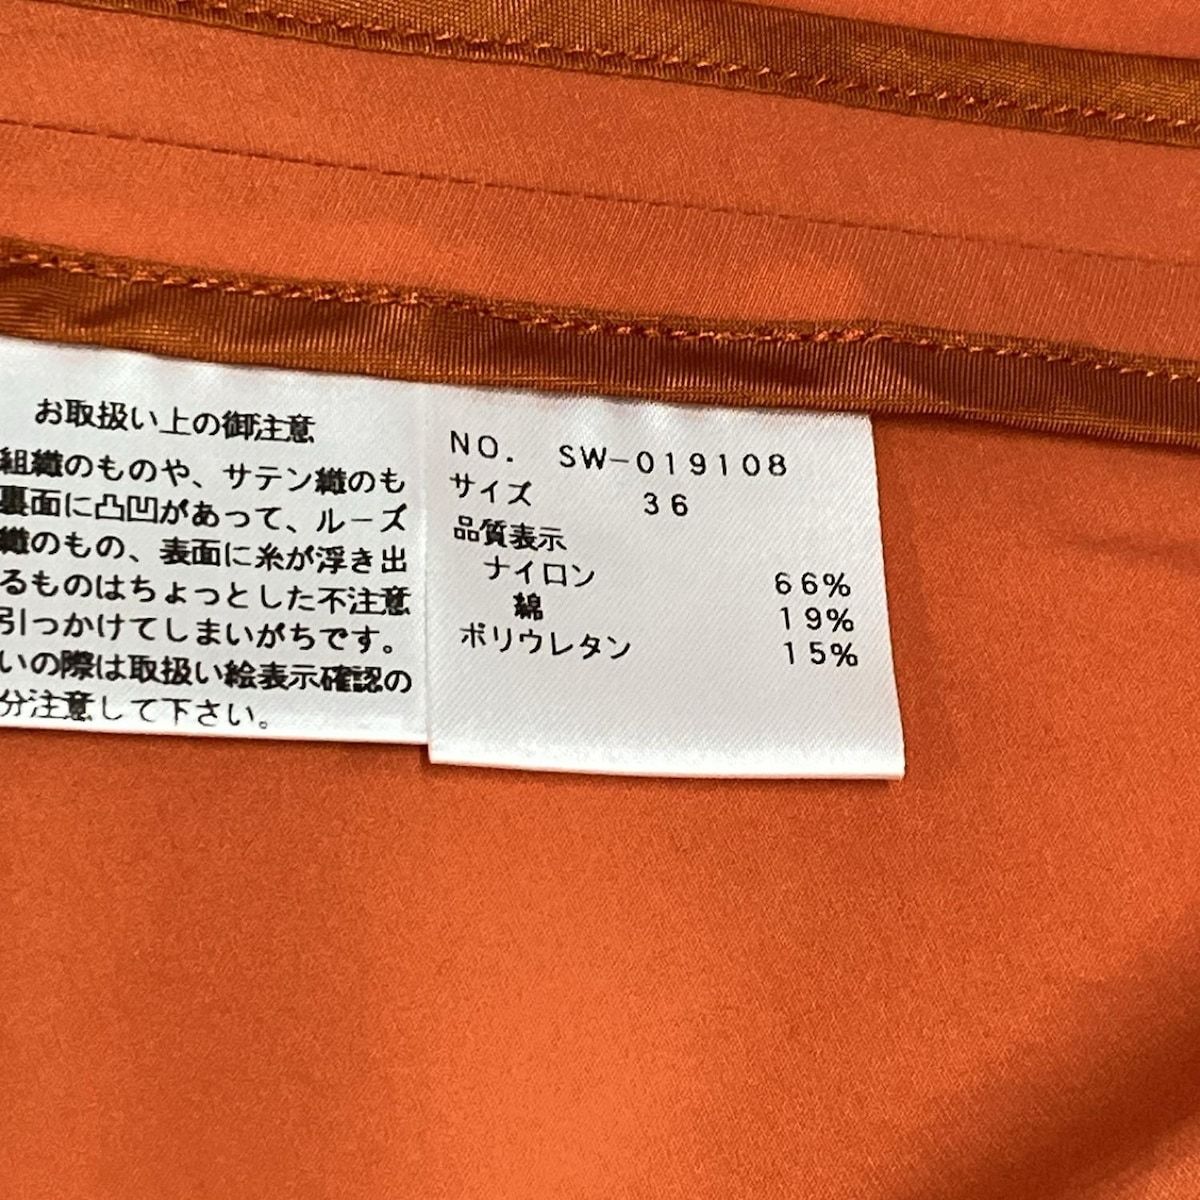 お取扱い上の御注意
組織のものや、サテン織のも
裏面に凸凹があって、ルーズ
織のもの、表面に糸が浮き出
るものはちょっとした不注意
引っかけてしまいがちです。
いの際は取扱い絵表示確認の
分注意して下さい。
NO. SW-019108
サイズ 36
品質表示
ナイロン 66%
綿 19%
ポリウレタン 15%